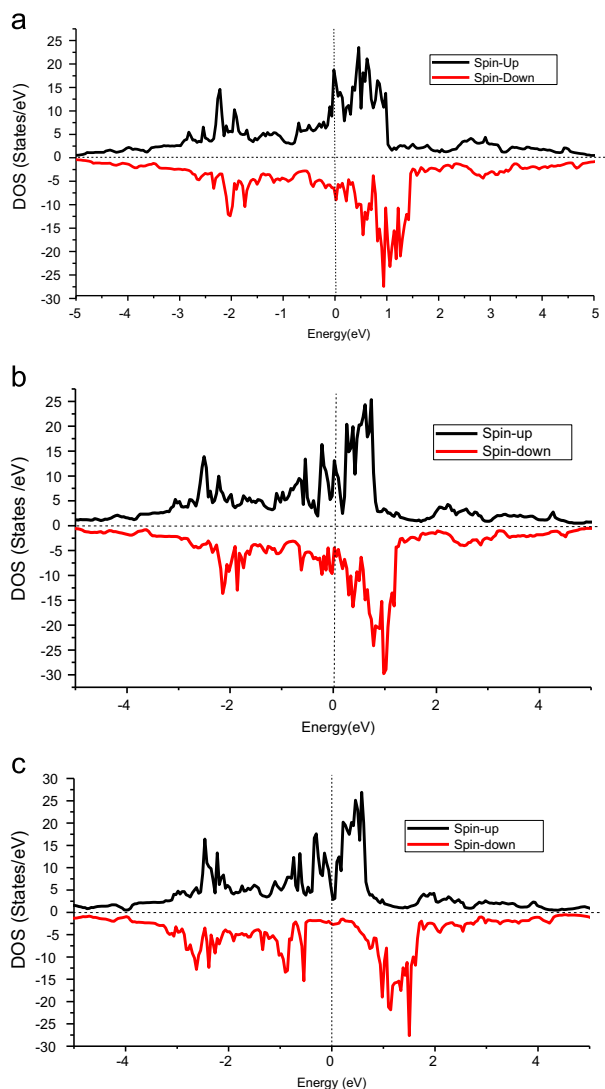 a
DOS (States/eV)
25
20
15
10
5
0
-5
-10
-15
-20
-25
-30
Spin-Up
Spin-Down
-5 -4 -3 -2 -1 0 1 2 3 4 5
Energy(eV)
b
DOS (States /eV)
25
20
15
10
5
0
-5
-10
-15
-20
-25
-30
Spin-up
Spin-down
-4 -2 0 2 4
Energy(eV)
c
DOS (States/eV)
30
25
20
15
10
5
0
-5
-10
-15
-20
-25
-30
Spin-up
Spin-down
-4 -2 0 2 4
Energy (eV)